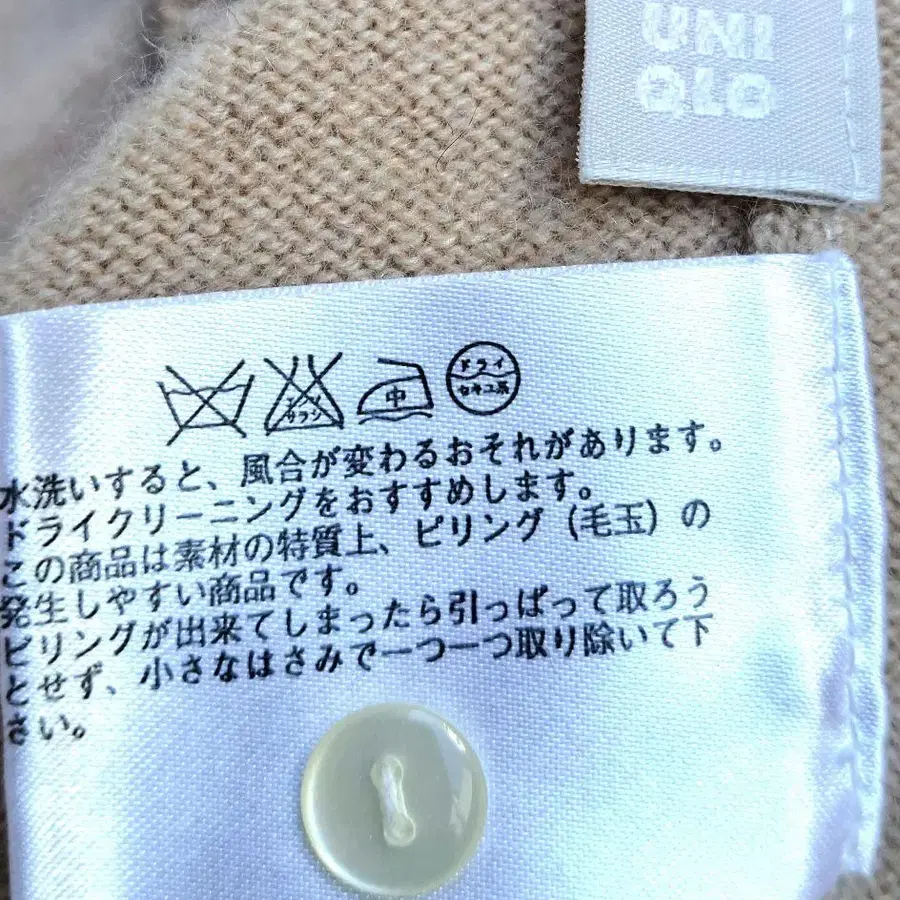 UNI
QLO
エンソ
サラシ
中
ドライ
セキユ系
水洗いすると、風合が変わるおそれがあります。
ドライクリーニングをおすすめします。
この商品は素材の特質上、ピリング（毛玉）の
発生しやすい商品です。
ピリングが出来てしまったら引っぱって取ろう
とせず、小さなはさみで一つ一つ取り除いて下
さい。